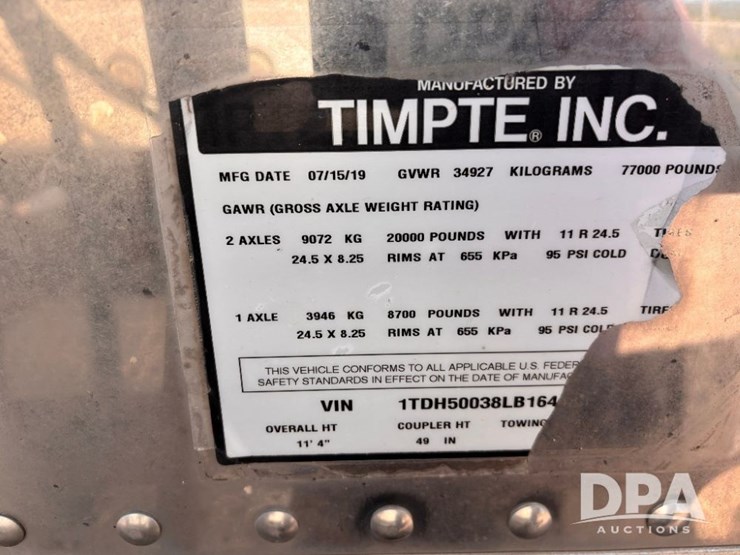 MANUFACTURED BY
TIMPTE® INC.
MFG DATE 07/15/19 GVWR 34927 KILOGRAMS 77000 POUNDS
GAWR (GROSS AXLE WEIGHT RATING)
2 AXLES 9072 KG 20000 POUNDS WITH 11 R 24.5 TIRES
24.5 X 8.25 RIMS AT 655 KPa 95 PSI COLD
1 AXLE 3946 KG 8700 POUNDS WITH 11 R 24.5 TIRE
24.5 X 8.25 RIMS AT 655 KPa 95 PSI COLD
THIS VEHICLE CONFORMS TO ALL APPLICABLE U.S. FEDER
SAFETY STANDARDS IN EFFECT ON THE DATE OF MANUFAC
VIN 1TDH50038LB164
OVERALL HT COUPLER HT TOWING
11' 4" 49 IN
DPA
AUCTIONS